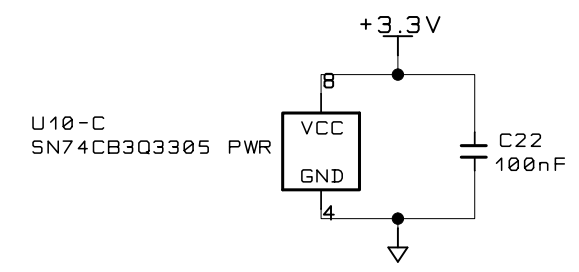 +3.3V
8
U10-C
SN74CB3Q3305 PWR
VCC
GND
4
C22
100nF